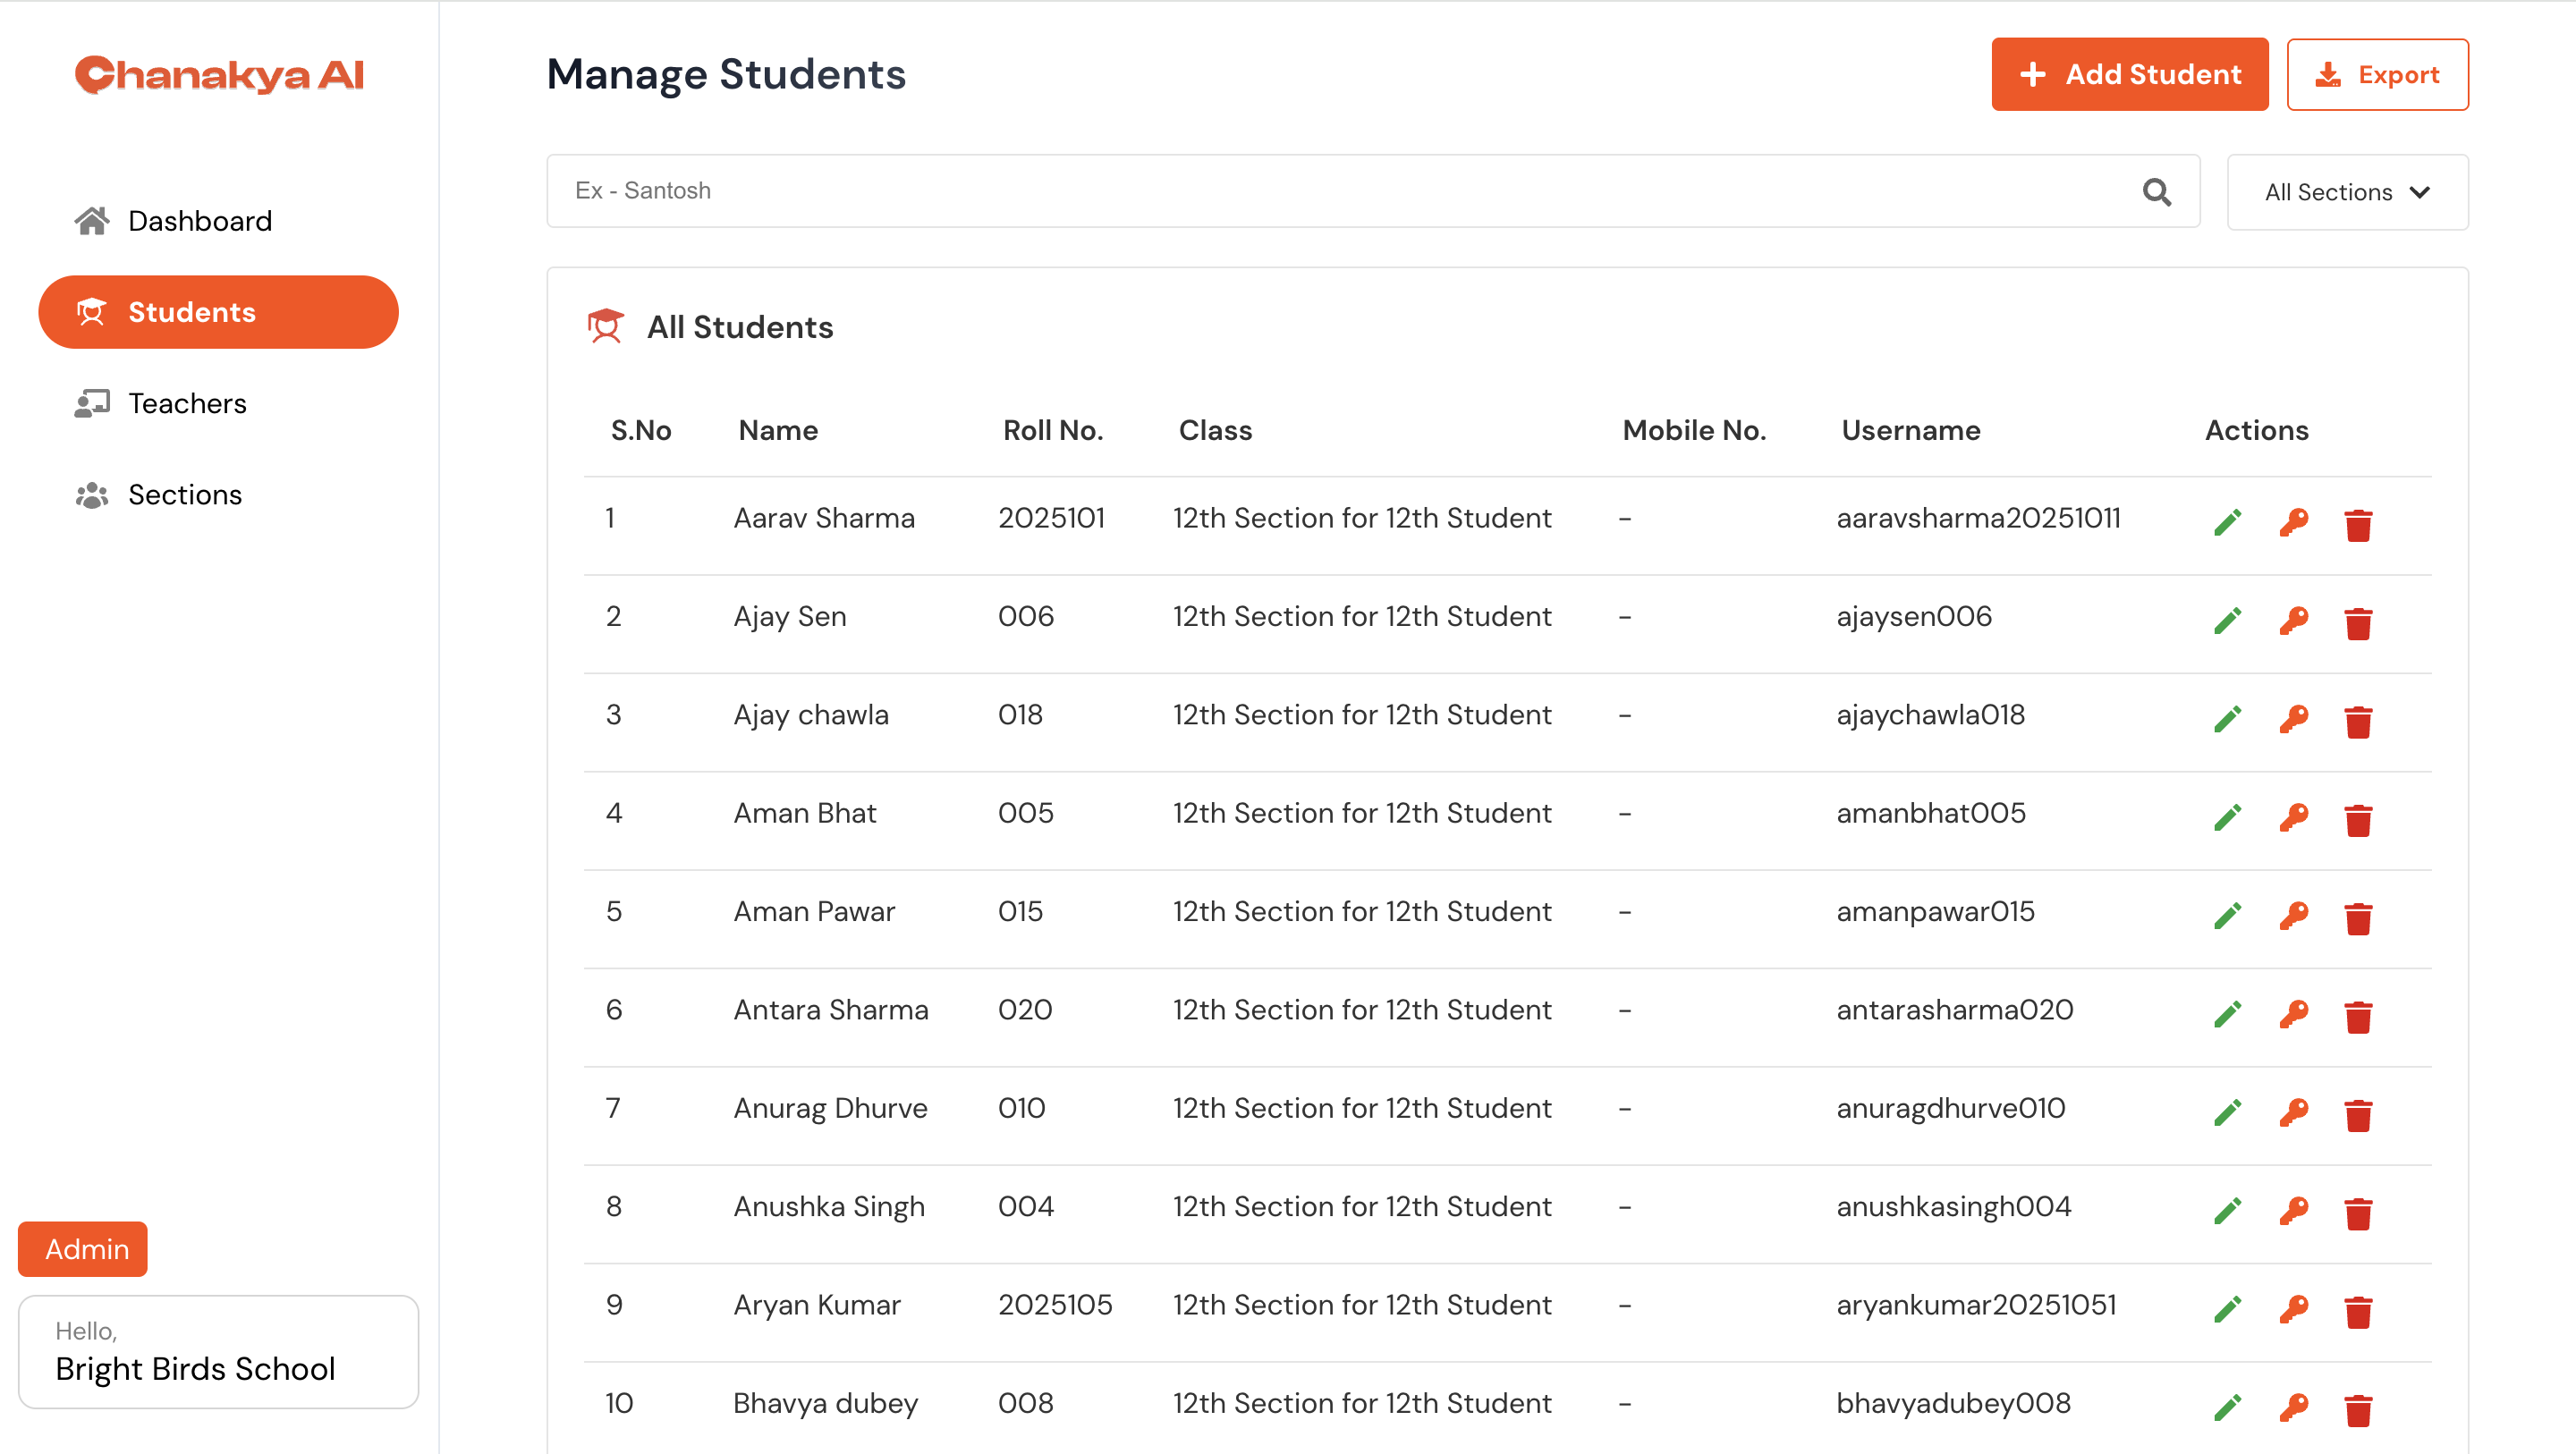 Chanakya AI
Dashboard
Students
Teachers
Sections
Admin
Hello,
Bright Birds School
Manage Students
Add Student
Export
Ex - Santosh
All Sections
All Students
S.No Name Roll No. Class Mobile No. Username Actions
1 Aarav Sharma 2025101 12th Section for 12th Student - aaravsharma20251011
2 Ajay Sen 006 12th Section for 12th Student - ajaysen006
3 Ajay chawla 018 12th Section for 12th Student - ajaychawla018
4 Aman Bhat 005 12th Section for 12th Student - amanbhat005
5 Aman Pawar 015 12th Section for 12th Student - amanpawar015
6 Antara Sharma 020 12th Section for 12th Student - antarasharma020
7 Anurag Dhurve 010 12th Section for 12th Student - anuragdhurve010
8 Anushka Singh 004 12th Section for 12th Student - anushkasingh004
9 Aryan Kumar 2025105 12th Section for 12th Student - aryankumar20251051
10 Bhavya dubey 008 12th Section for 12th Student - bhavyadubey008